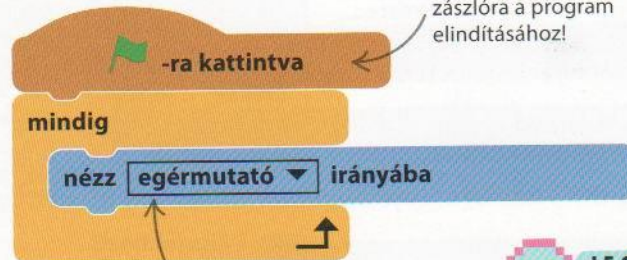 zászlóra a program
elindításához!
-ra kattintva
mindig
nézz egérmutató irányába